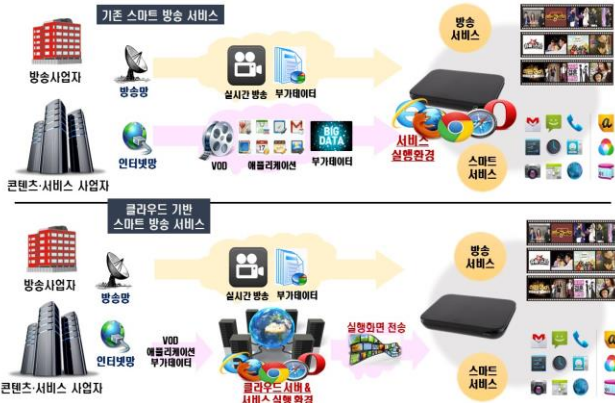 기존 스마트 방송 서비스
방송사업자
방송망
실시간 방송
부가데이터
방송
서비스
콘텐츠·서비스 사업자
인터넷망
VOD
애플리케이션
BIG
DATA
부가데이터
서비스
실행환경
스마트
서비스
클라우드 기반
스마트 방송 서비스
방송사업자
방송망
실시간 방송
부가데이터
방송
서비스
콘텐츠·서비스 사업자
인터넷망
VOD
애플리케이션
부가데이터
클라우드 서버 &
서비스 실행 환경
실행화면 전송
스마트
서비스